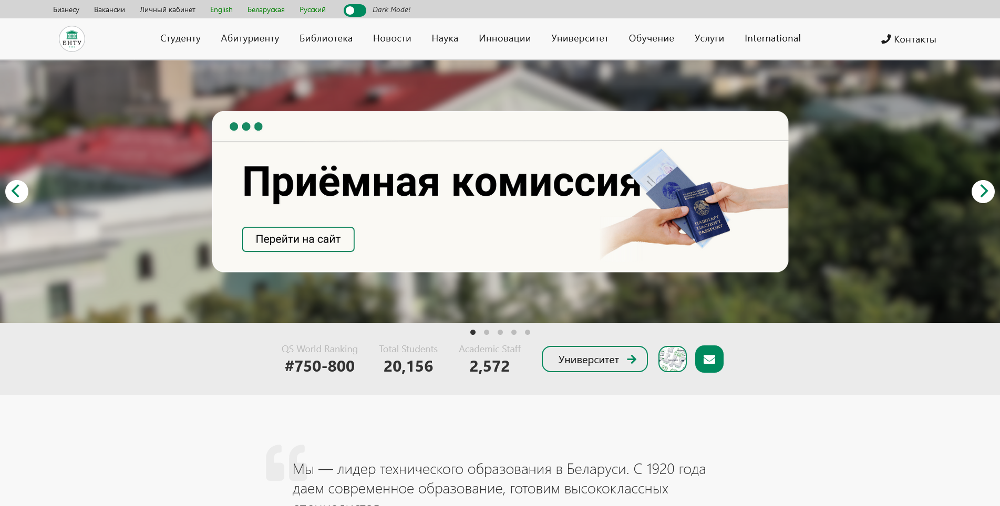 Бизнесу Вакансии Личный кабинет English Беларуская Русский Dark Mode!
БНТУ
Студенту Абитуриенту Библиотека Новости Наука Инновации Университет Обучение Услуги International
Контакты
Приёмная комиссия
ПАШПАРТ
ПАСПОРТ
PASSPORT
Перейти на сайт
QS World Ranking Total Students Academic Staff
#750-800 20,156 2,572
Университет
Мы — лидер технического образования в Беларуси. С 1920 года
даем современное образование, готовим высококлассных